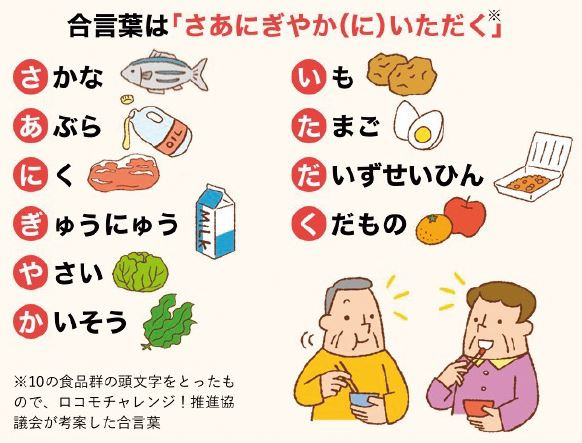 合言葉は「さあにぎやか(に)いただく」※
さかな
あぶら
OIL
にく
ぎゅうにゅう
MILK
やさい
かいそう
いも
たまご
だいずせいひん
くだもの
※10の食品群の頭文字をとったも
ので、ロコモチャレンジ！推進協
議会が考案した合言葉